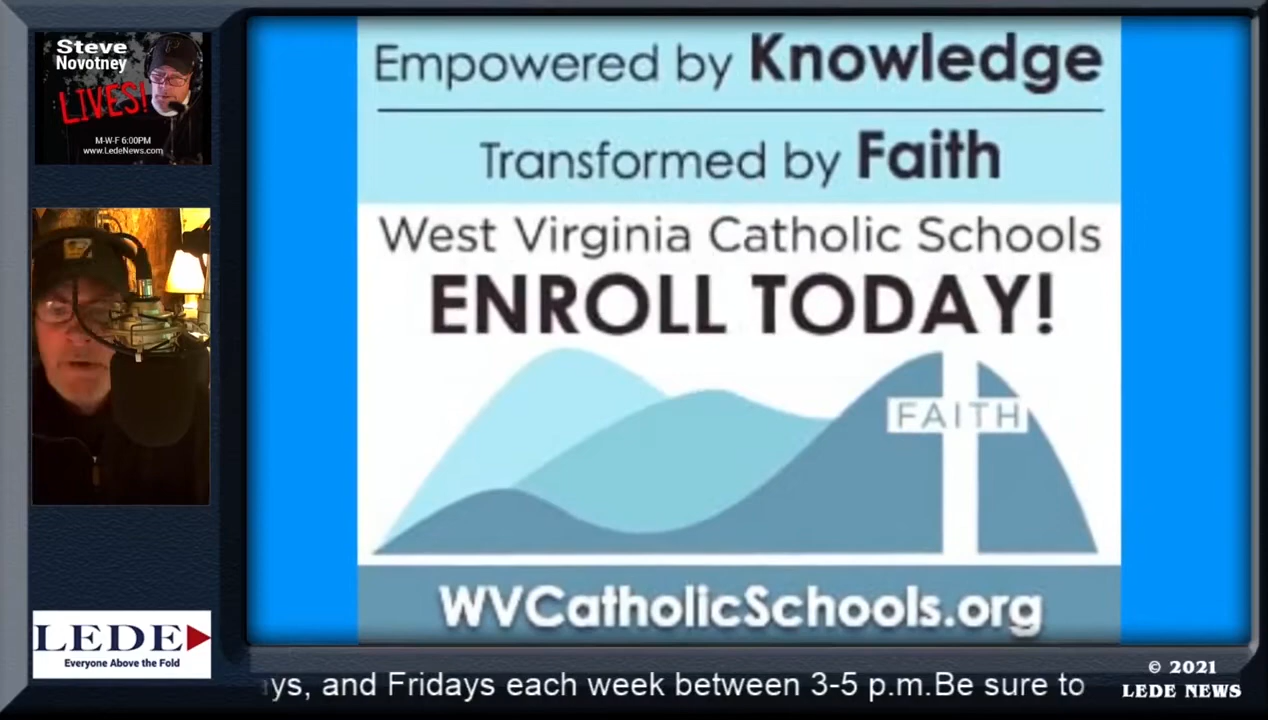 Steve
Novotney
LIVES!
M-W-F 6:00PM
www.LedeNews.com
Empowered by Knowledge
Transformed by Faith
West Virginia Catholic Schools
ENROLL TODAY!
FAITH
WVCatholicSchools.org
LEDE
Everyone Above the Fold
ays, and Fridays each week between 3-5 p.m.Be sure to
© 2021
LEDE NEWS